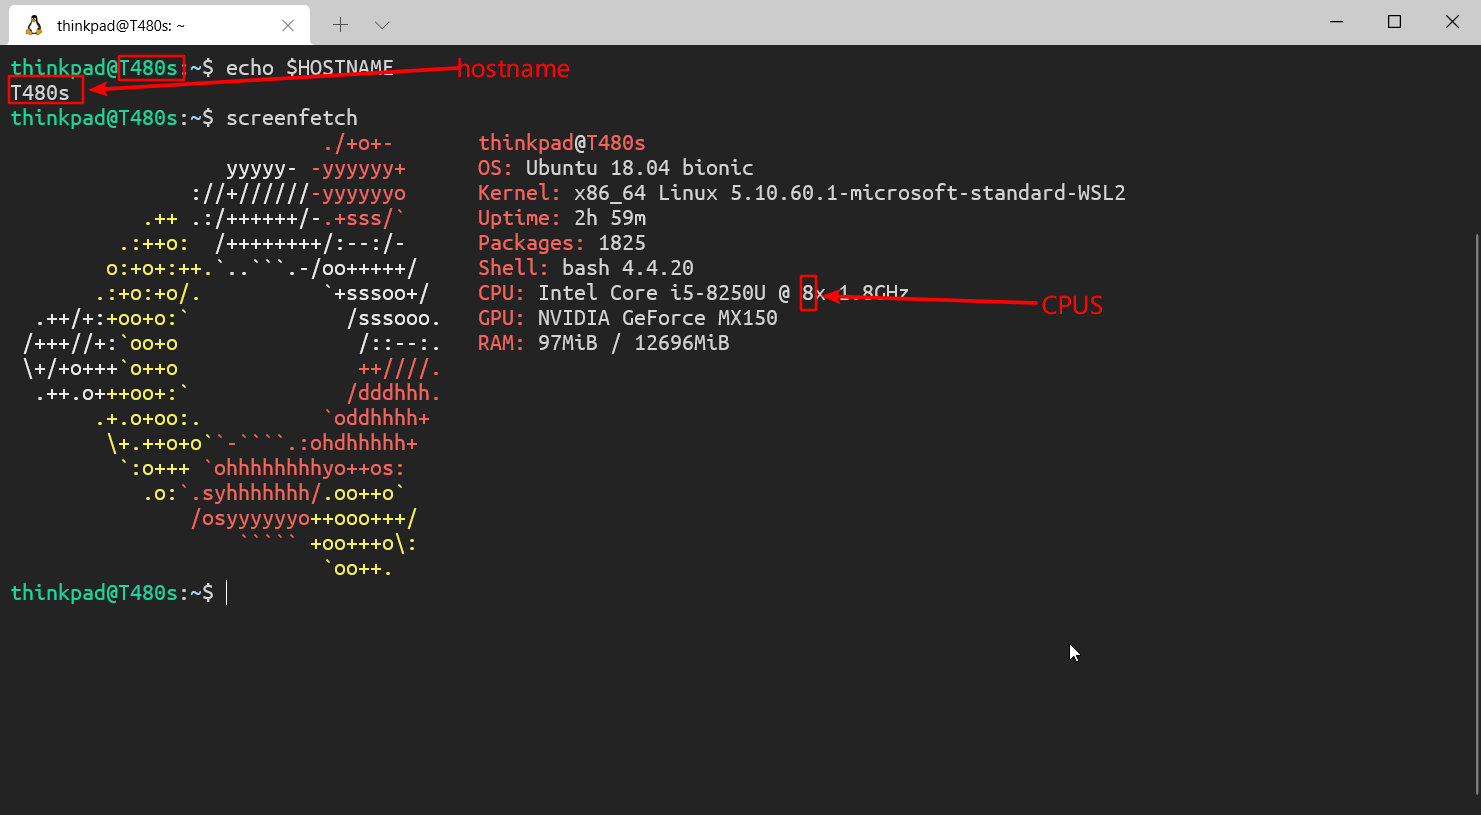 thinkpad@T480s: ~
thinkpad@T480s:~$ echo $HOSTNAME
hostname
T480s
thinkpad@T480s:~$ screenfetch
./+o+- thinkpad@T480s
yyyyy- -yyyyyy+ OS: Ubuntu 18.04 bionic
://+//////-yyyyyyo Kernel: x86_64 Linux 5.10.60.1-microsoft-standard-WSL2
.++ .:/++++++/-.+sss/` Uptime: 2h 59m
.:++o: /++++++++/:--:/- Packages: 1825
o:+o+:++.`..```.-/oo+++++/ Shell: bash 4.4.20
.:+o:+o/. `+sssoo+/ CPU: Intel Core i5-8250U @ 8x 1.8GHz
CPUS
.++/+:+oo+o:` /sssooo. GPU: NVIDIA GeForce MX150
/+++//+:`oo+o /::--:. RAM: 97MiB / 12696MiB
\+/+o+++`o++o ++////.
.++.o+++oo+:` /dddhhh.
.+.o+oo:. `oddhhhh+
\+.++o+o``-````.:ohdhhhhh+
`:o+++ `ohhhhhhhhyo++os:
.o:`.syhhhhhhh/.oo++o`
/osyyyyyyo++ooo+++/
````` +oo+++o\:
`oo++.
thinkpad@T480s:~$